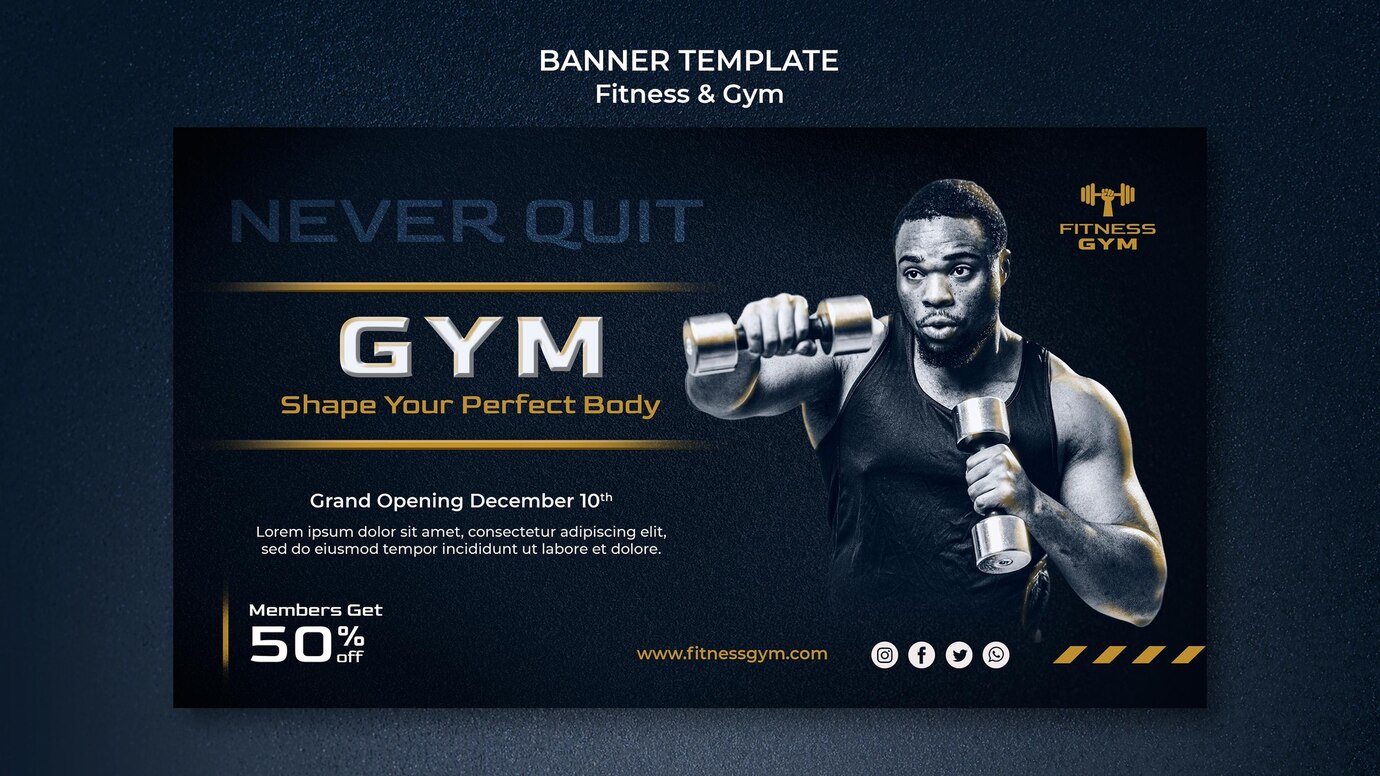 BANNER TEMPLATE
Fitness & Gym
NEVER QUIT
FITNESS
GYM
GYM
Shape Your Perfect Body
Grand Opening December 10th
Lorem ipsum dolor sit amet, consectetur adipiscing elit,
sed do eiusmod tempor incididunt ut labore et dolore.
Members Get
50%
off
www.fitnessgym.com